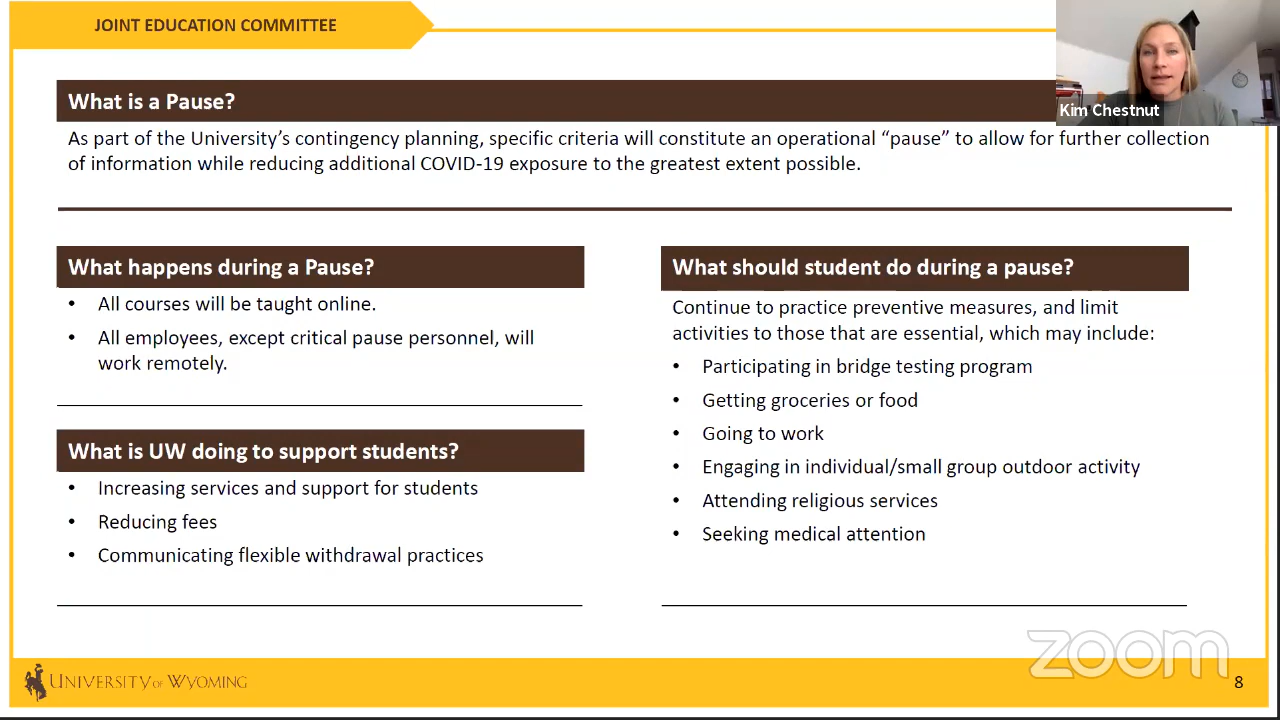 JOINT EDUCATION COMMITTEE
Kim Chestnut
What is a Pause?
As part of the University’s contingency planning, specific criteria will constitute an operational “pause” to allow for further collection
of information while reducing additional COVID-19 exposure to the greatest extent possible.
What happens during a Pause?
• All courses will be taught online.
• All employees, except critical pause personnel, will
work remotely.
What is UW doing to support students?
• Increasing services and support for students
• Reducing fees
• Communicating flexible withdrawal practices
What should student do during a pause?
Continue to practice preventive measures, and limit
activities to those that are essential, which may include:
• Participating in bridge testing program
• Getting groceries or food
• Going to work
• Engaging in individual/small group outdoor activity
• Attending religious services
• Seeking medical attention
zoom
UNIVERSITY OF WYOMING
8